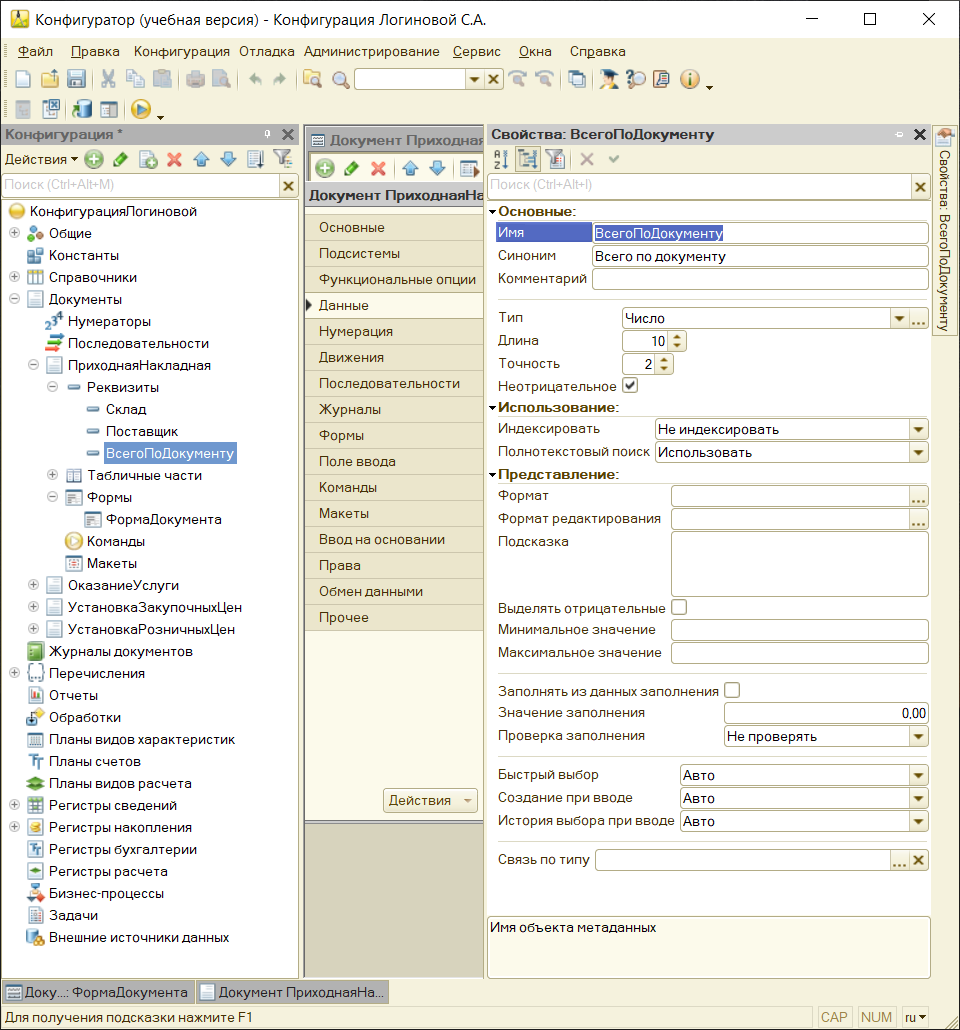 Конфигуратор (учебная версия) - Конфигурация Логиновой С.А.
Файл Правка Конфигурация Отладка Администрирование Сервис Окна Справка
Конфигурация *
Действия
Поиск (Ctrl+Alt+M)
КонфигурацияЛогиновой
Общие
Константы
Справочники
Документы
Нумераторы
Последовательности
ПриходнаяНакладная
Реквизиты
Склад
Поставщик
ВсегоПоДокументу
Табличные части
Формы
ФормаДокумента
Команды
Макеты
ОказаниеУслуги
УстановкаЗакупочныхЦен
УстановкаРозничныхЦен
Журналы документов
Перечисления
Отчеты
Обработки
Планы видов характеристик
Планы счетов
Планы видов расчета
Регистры сведений
Регистры накопления
Регистры бухгалтерии
Регистры расчета
Бизнес-процессы
Задачи
Внешние источники данных
Документ Приходная
Документ ПриходнаяНа
Основные
Подсистемы
Функциональные опции
Данные
Нумерация
Движения
Последовательности
Журналы
Формы
Поле ввода
Команды
Макеты
Ввод на основании
Права
Обмен данными
Прочее
Действия
Свойства: ВсегоПоДокументу
Поиск (Ctrl+Alt+I)
Основные:
Имя ВсегоПоДокументу
Синоним Всего по документу
Комментарий
Тип Число
Длина 10
Точность 2
Неотрицательное
Использование:
Индексировать Не индексировать
Полнотекстовый поиск Использовать
Представление:
Формат
Формат редактирования
Подсказка
Выделять отрицательные
Минимальное значение
Максимальное значение
Заполнять из данных заполнения
Значение заполнения 0,00
Проверка заполнения Не проверять
Быстрый выбор Авто
Создание при вводе Авто
История выбора при вводе Авто
Связь по типу
Имя объекта метаданных
Свойства: ВсегоПоДокументу
Доку...: ФормаДокумента Документ ПриходнаяНа...
Для получения подсказки нажмите F1 CAP NUM ru